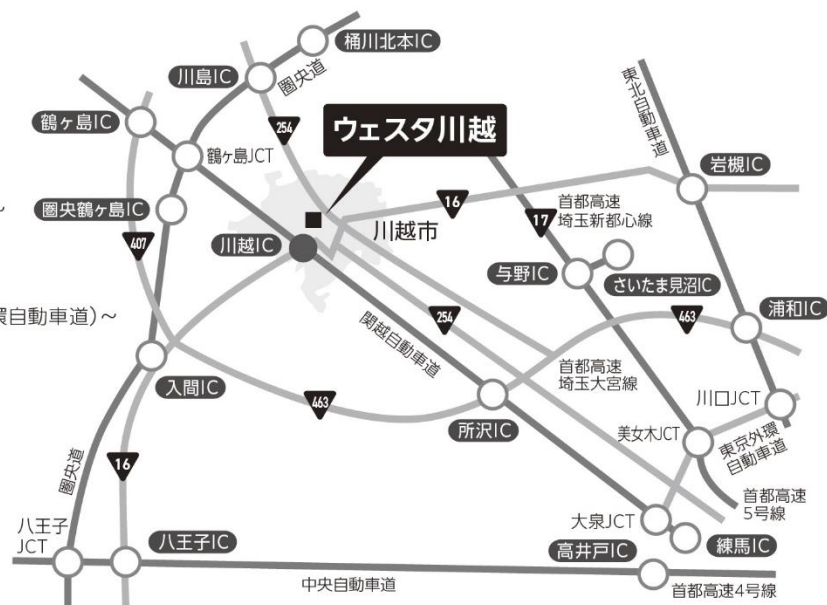 桶川北本IC
川島IC
圏央道
東北自動車道
鶴ヶ島IC
254
ウェスタ川越
鶴ヶ島JCT
岩槻IC
~
圏央鶴ヶ島IC
16
首都高速
埼玉新都心線
17
407
川越IC
川越市
与野IC
さいたま見沼IC
環自動車道)~
関越自動車道
254
463
浦和IC
入間IC
首都高速
埼玉大宮線
463
所沢IC
川口JCT
美女木JCT
東京外環
自動車道
圏央道
16
首都高速
5号線
八王子
JCT
八王子IC
大泉JCT
高井戸IC
練馬IC
中央自動車道
首都高速4号線